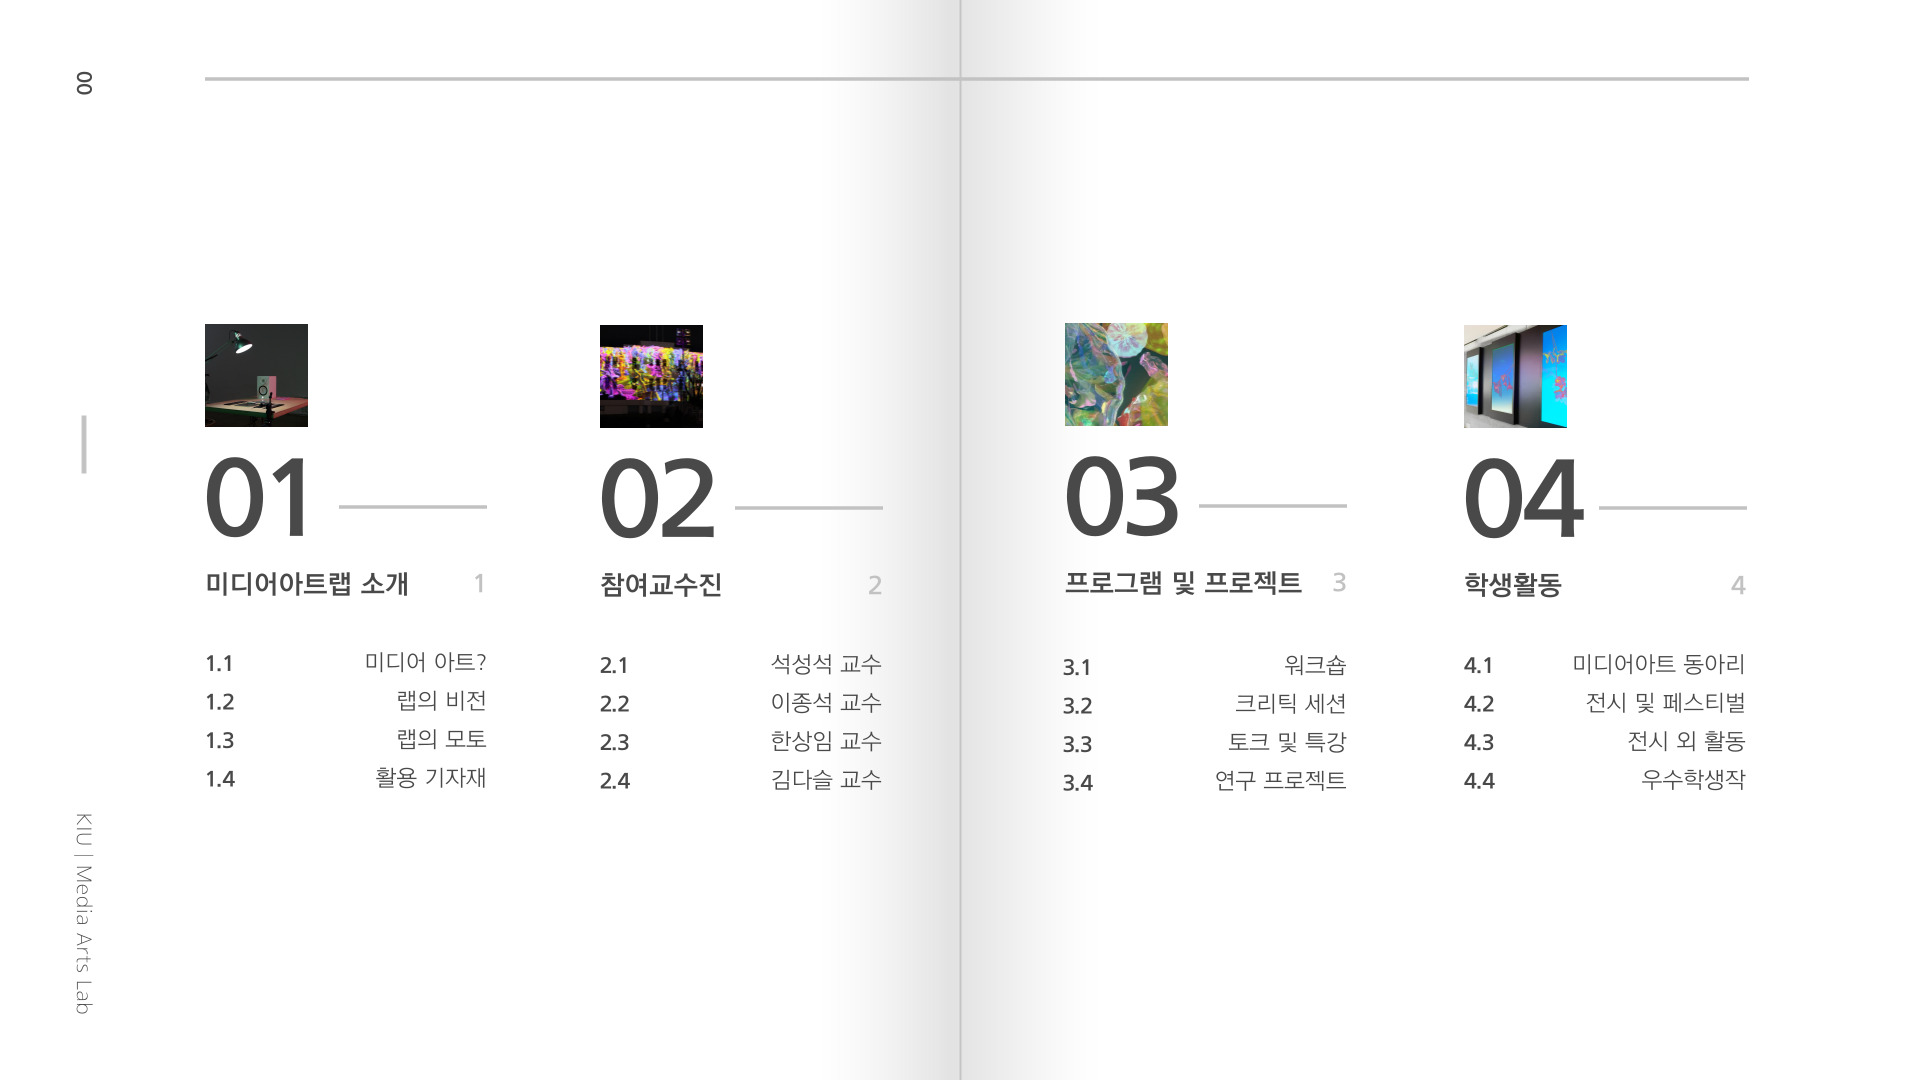 00
KIU | Media Arts Lab
01
미디어아트랩 소개 1
1.1 미디어 아트?
1.2 랩의 비전
1.3 랩의 모토
1.4 활용 기자재
02
참여교수진 2
2.1 석성석 교수
2.2 이종석 교수
2.3 한상임 교수
2.4 김다슬 교수
03
프로그램 및 프로젝트 3
3.1 워크숍
3.2 크리틱 세션
3.3 토크 및 특강
3.4 연구 프로젝트
04
학생활동 4
4.1 미디어아트 동아리
4.2 전시 및 페스티벌
4.3 전시 외 활동
4.4 우수학생작